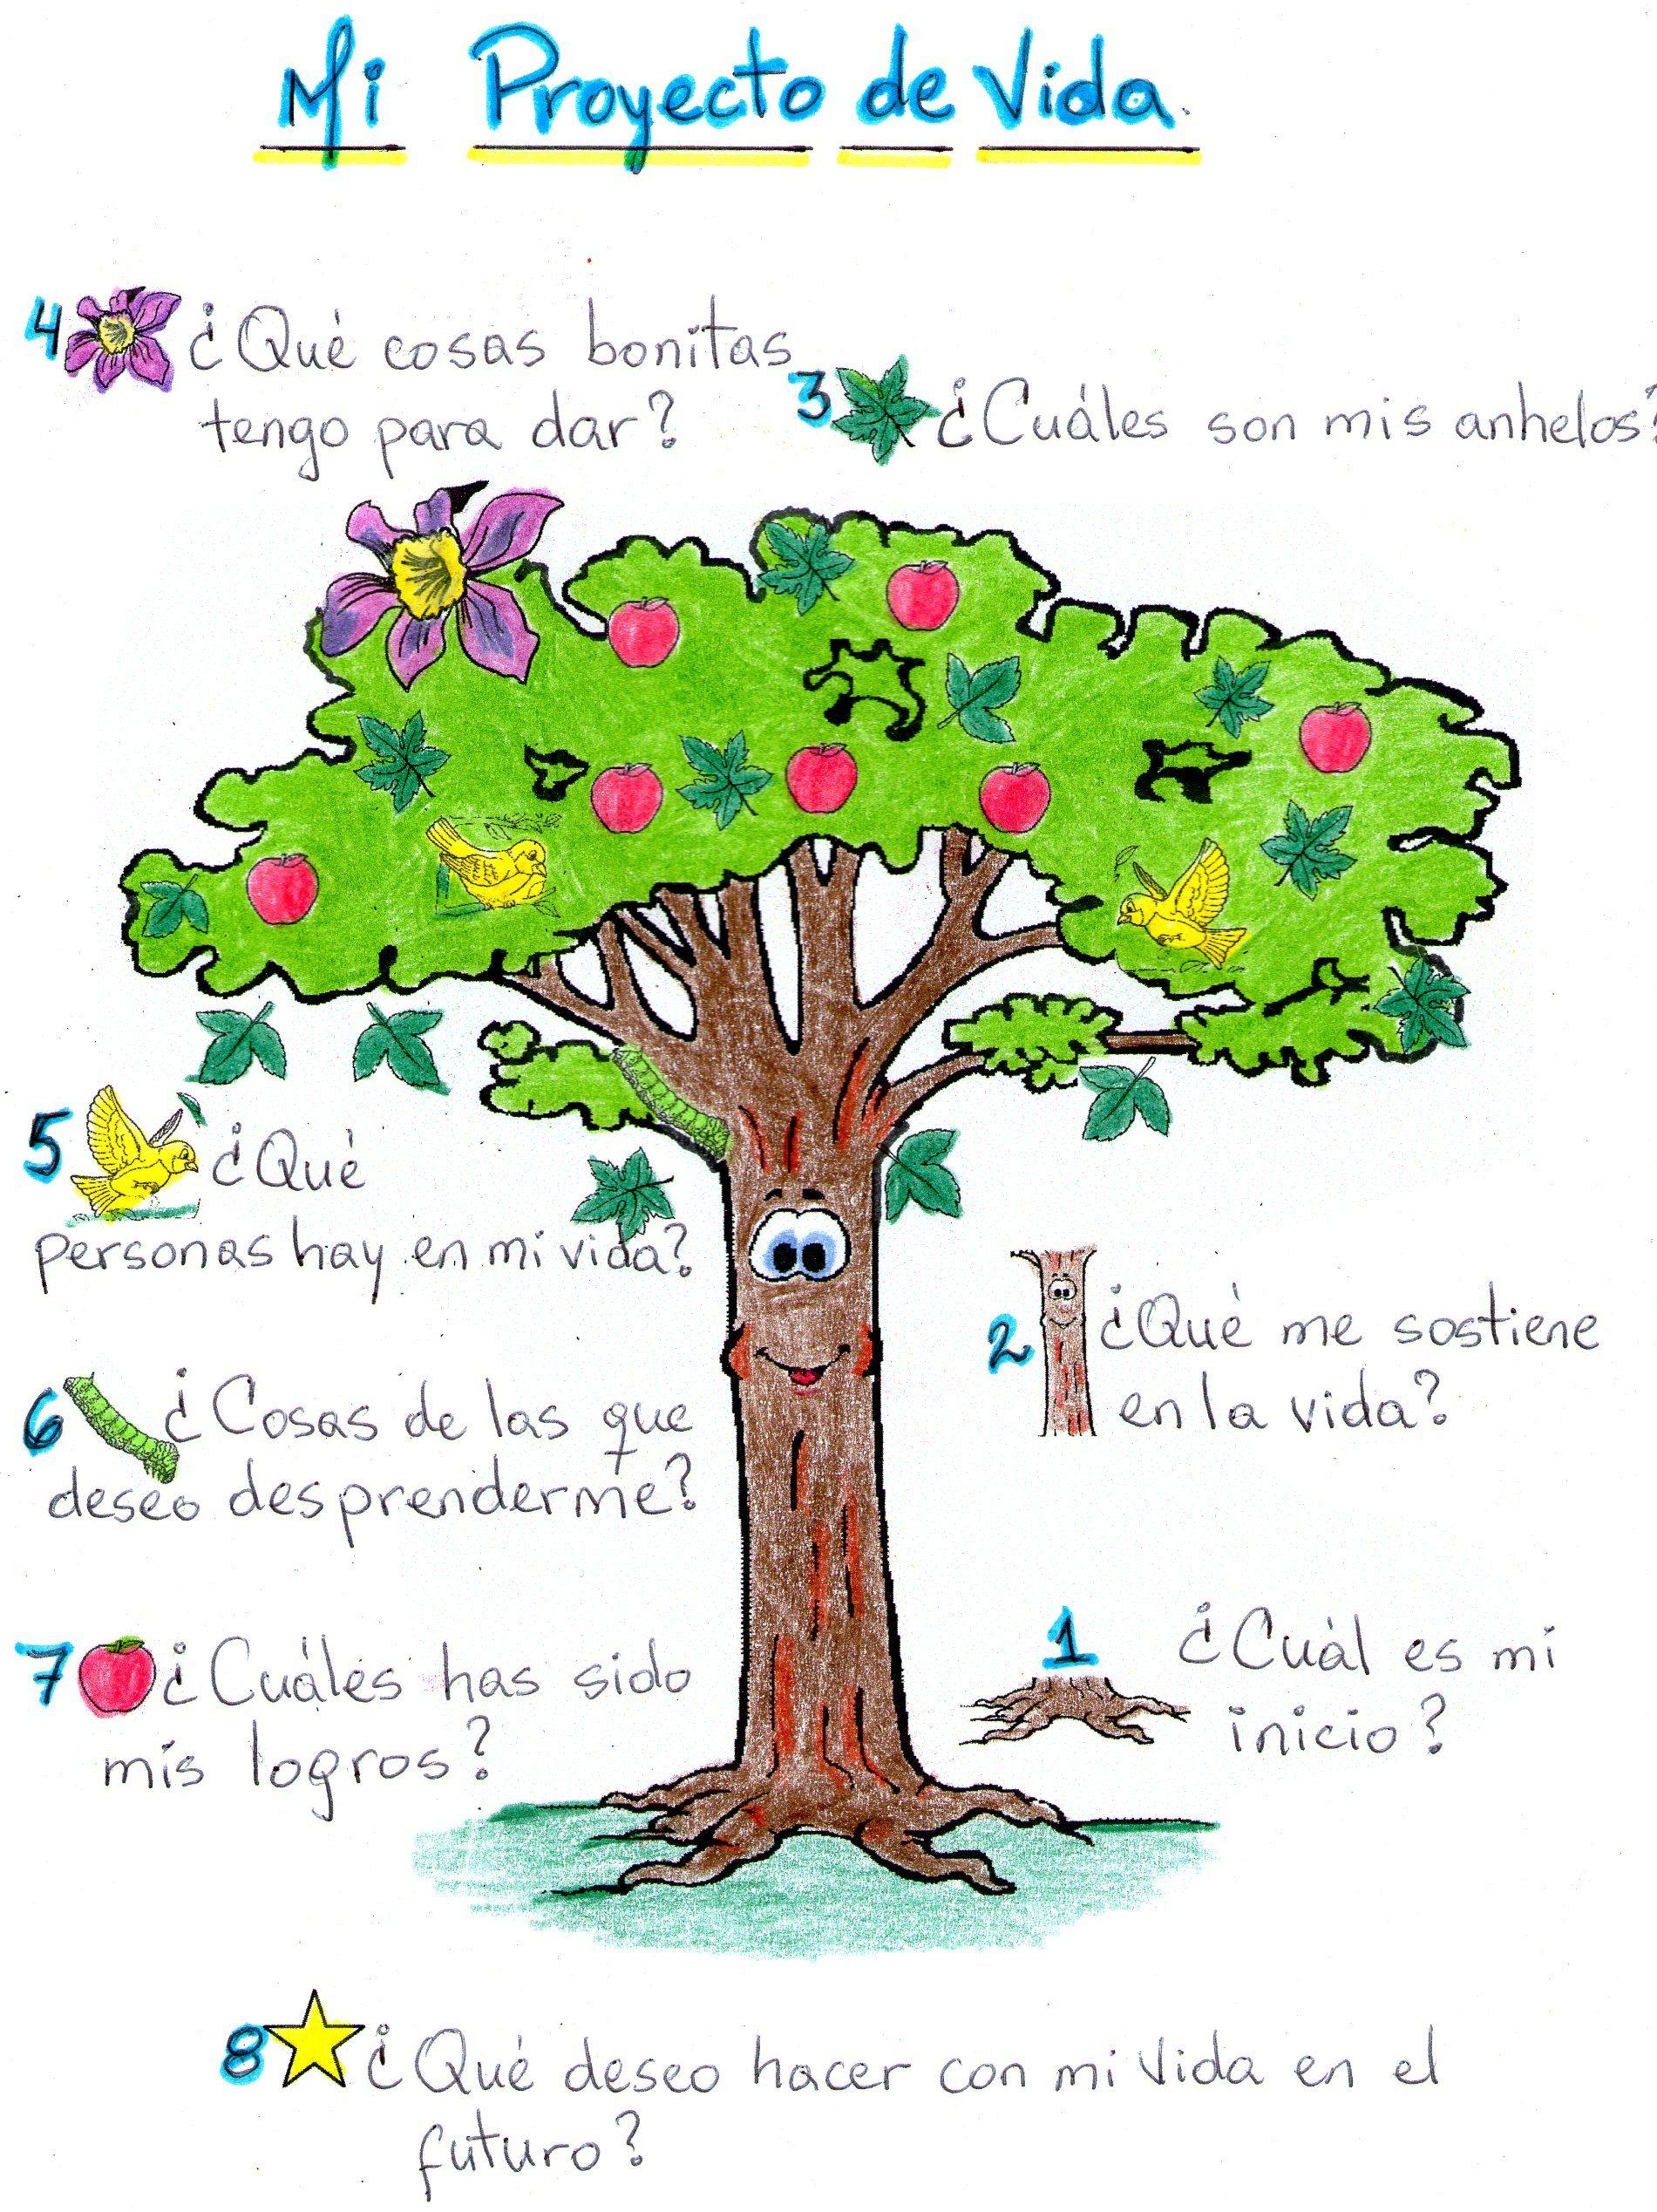 Mi Proyecto de Vida.
4 ¿Qué cosas bonitas
tengo para dar?
3 ¿Cuáles son mis anhelos?
5 ¿Qué
personas hay en mi vida?
2 ¿Qué me sostiene
en la vida?
6 ¿Cosas de las que
deseo desprenderme?
7 ¿Cuáles has sido
mis logros?
1 ¿Cuál es mi
inicio?
8 ¿Qué deseo hacer con mi vida en el
futuro?